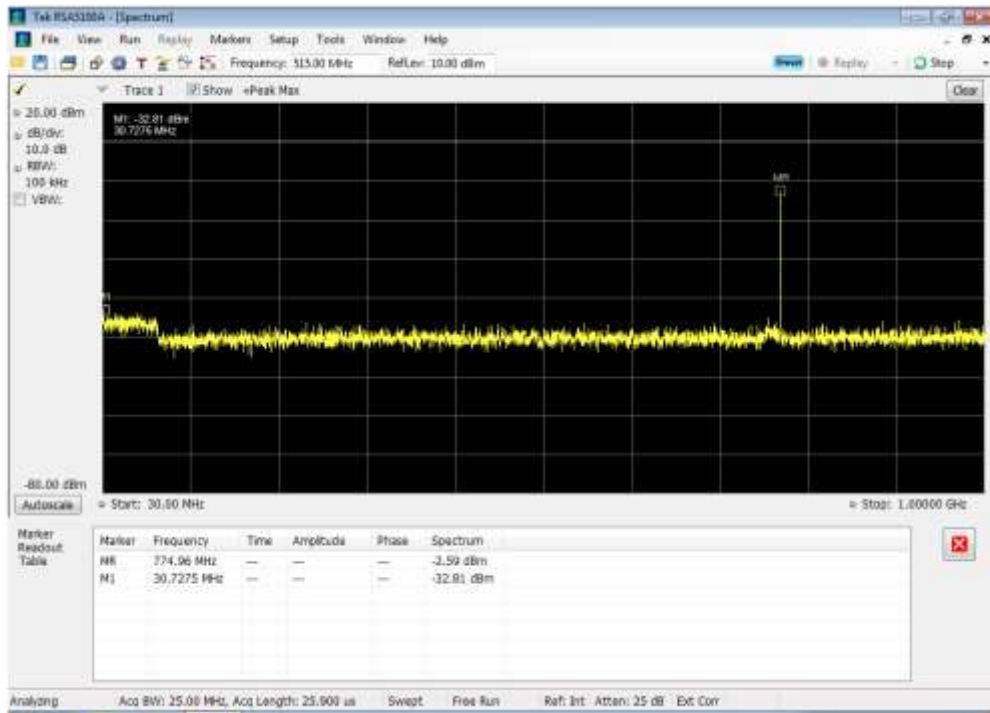 Tek RSA5100A - [Spectrum]
File View Run Replay Markers Setup Tools Window Help
Frequency: 515.00 MHz RefLev: 10.00 dBm Preset Replay Stop
Trace 1 Show +Peak Max Clear
20.00 dBm
dB/div:
10.0 dB
RBW:
100 kHz
VBW:
M1: -32.81 dBm
30.7276 MHz
MR
-80.00 dBm
Autoscale Start: 30.00 MHz Stop: 1.00000 GHz
Marker
Readout
Table
Marker Frequency Time Amplitude Phase Spectrum
MR 774.96 MHz --- --- --- -2.59 dBm
M1 30.7275 MHz --- --- --- -32.81 dBm
Analyzing Acq BW: 25.00 MHz, Acq Length: 25.900 us Swept Free Run Ref: Int Atten: 25 dB Ext Corr